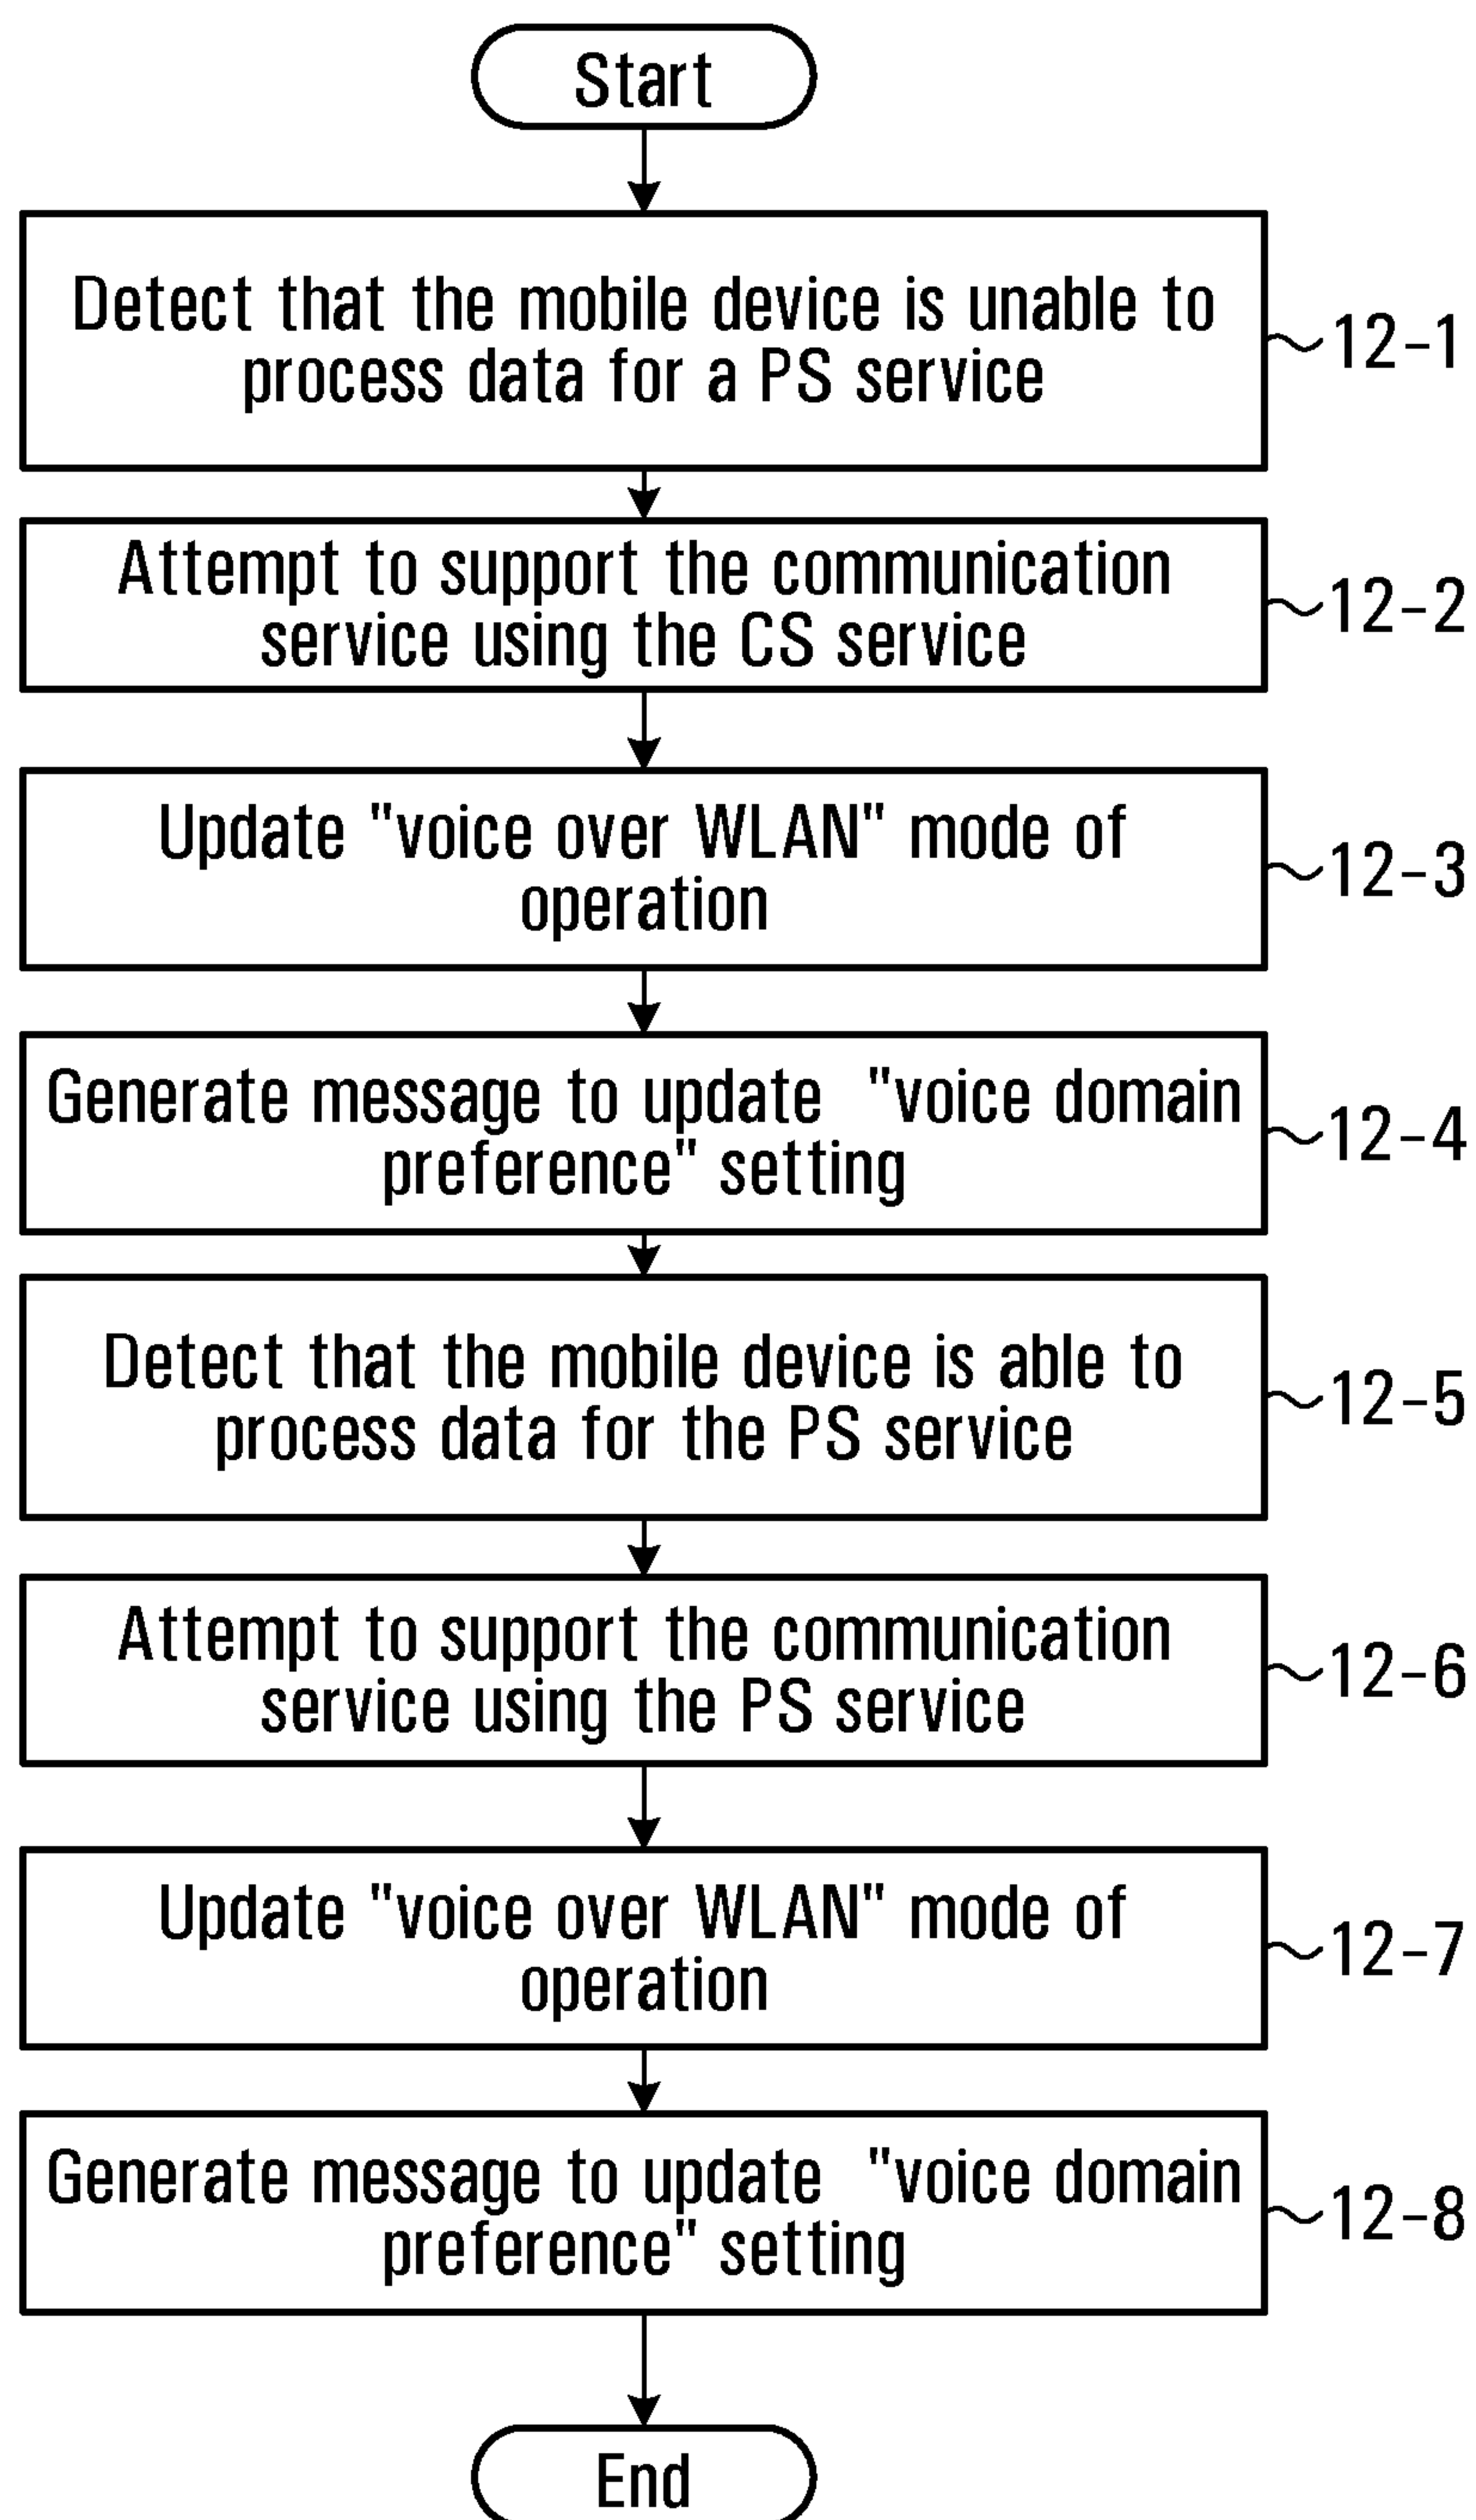 Start
Detect that the mobile device is unable to
process data for a PS service
12-1
Attempt to support the communication
service using the CS service
12-2
Update "voice over WLAN" mode of
operation
12-3
Generate message to update "voice domain
preference" setting
12-4
Detect that the mobile device is able to
process data for the PS service
12-5
Attempt to support the communication
service using the PS service
12-6
Update "voice over WLAN" mode of
operation
12-7
Generate message to update "voice domain
preference" setting
12-8
End